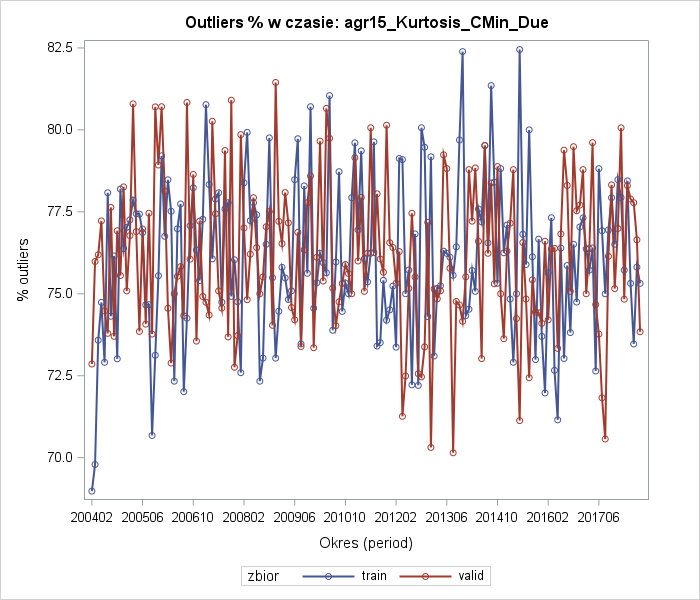 Outliers % w czasie: agr15_Kurtosis_CMin_Due
82.5
80.0
77.5
75.0
72.5
70.0
% outliers
200402 200506 200610 200802 200906 201010 201202 201306 201410 201602 201706
Okres (period)
zbior train valid